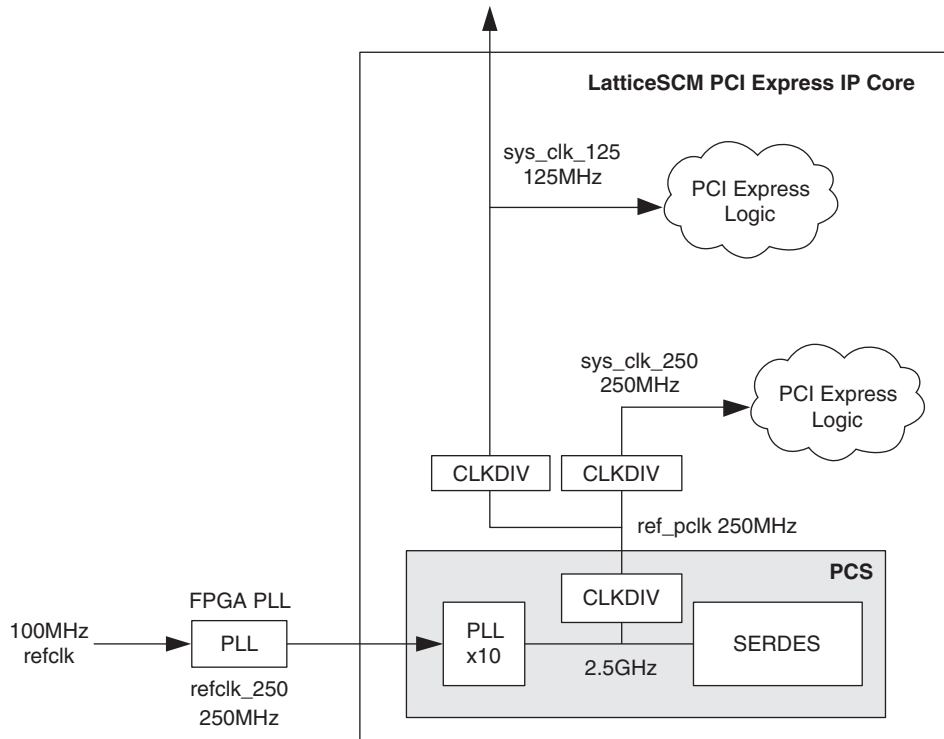 LatticeSCM PCI Express IP Core
sys_clk_125
125MHz
PCI Express
Logic
sys_clk_250
250MHz
PCI Express
Logic
CLKDIV
CLKDIV
ref_pclk 250MHz
PCS
CLKDIV
FPGA PLL
100MHz
refclk
PLL
PLL
x10
SERDES
2.5GHz
refclk_250
250MHz